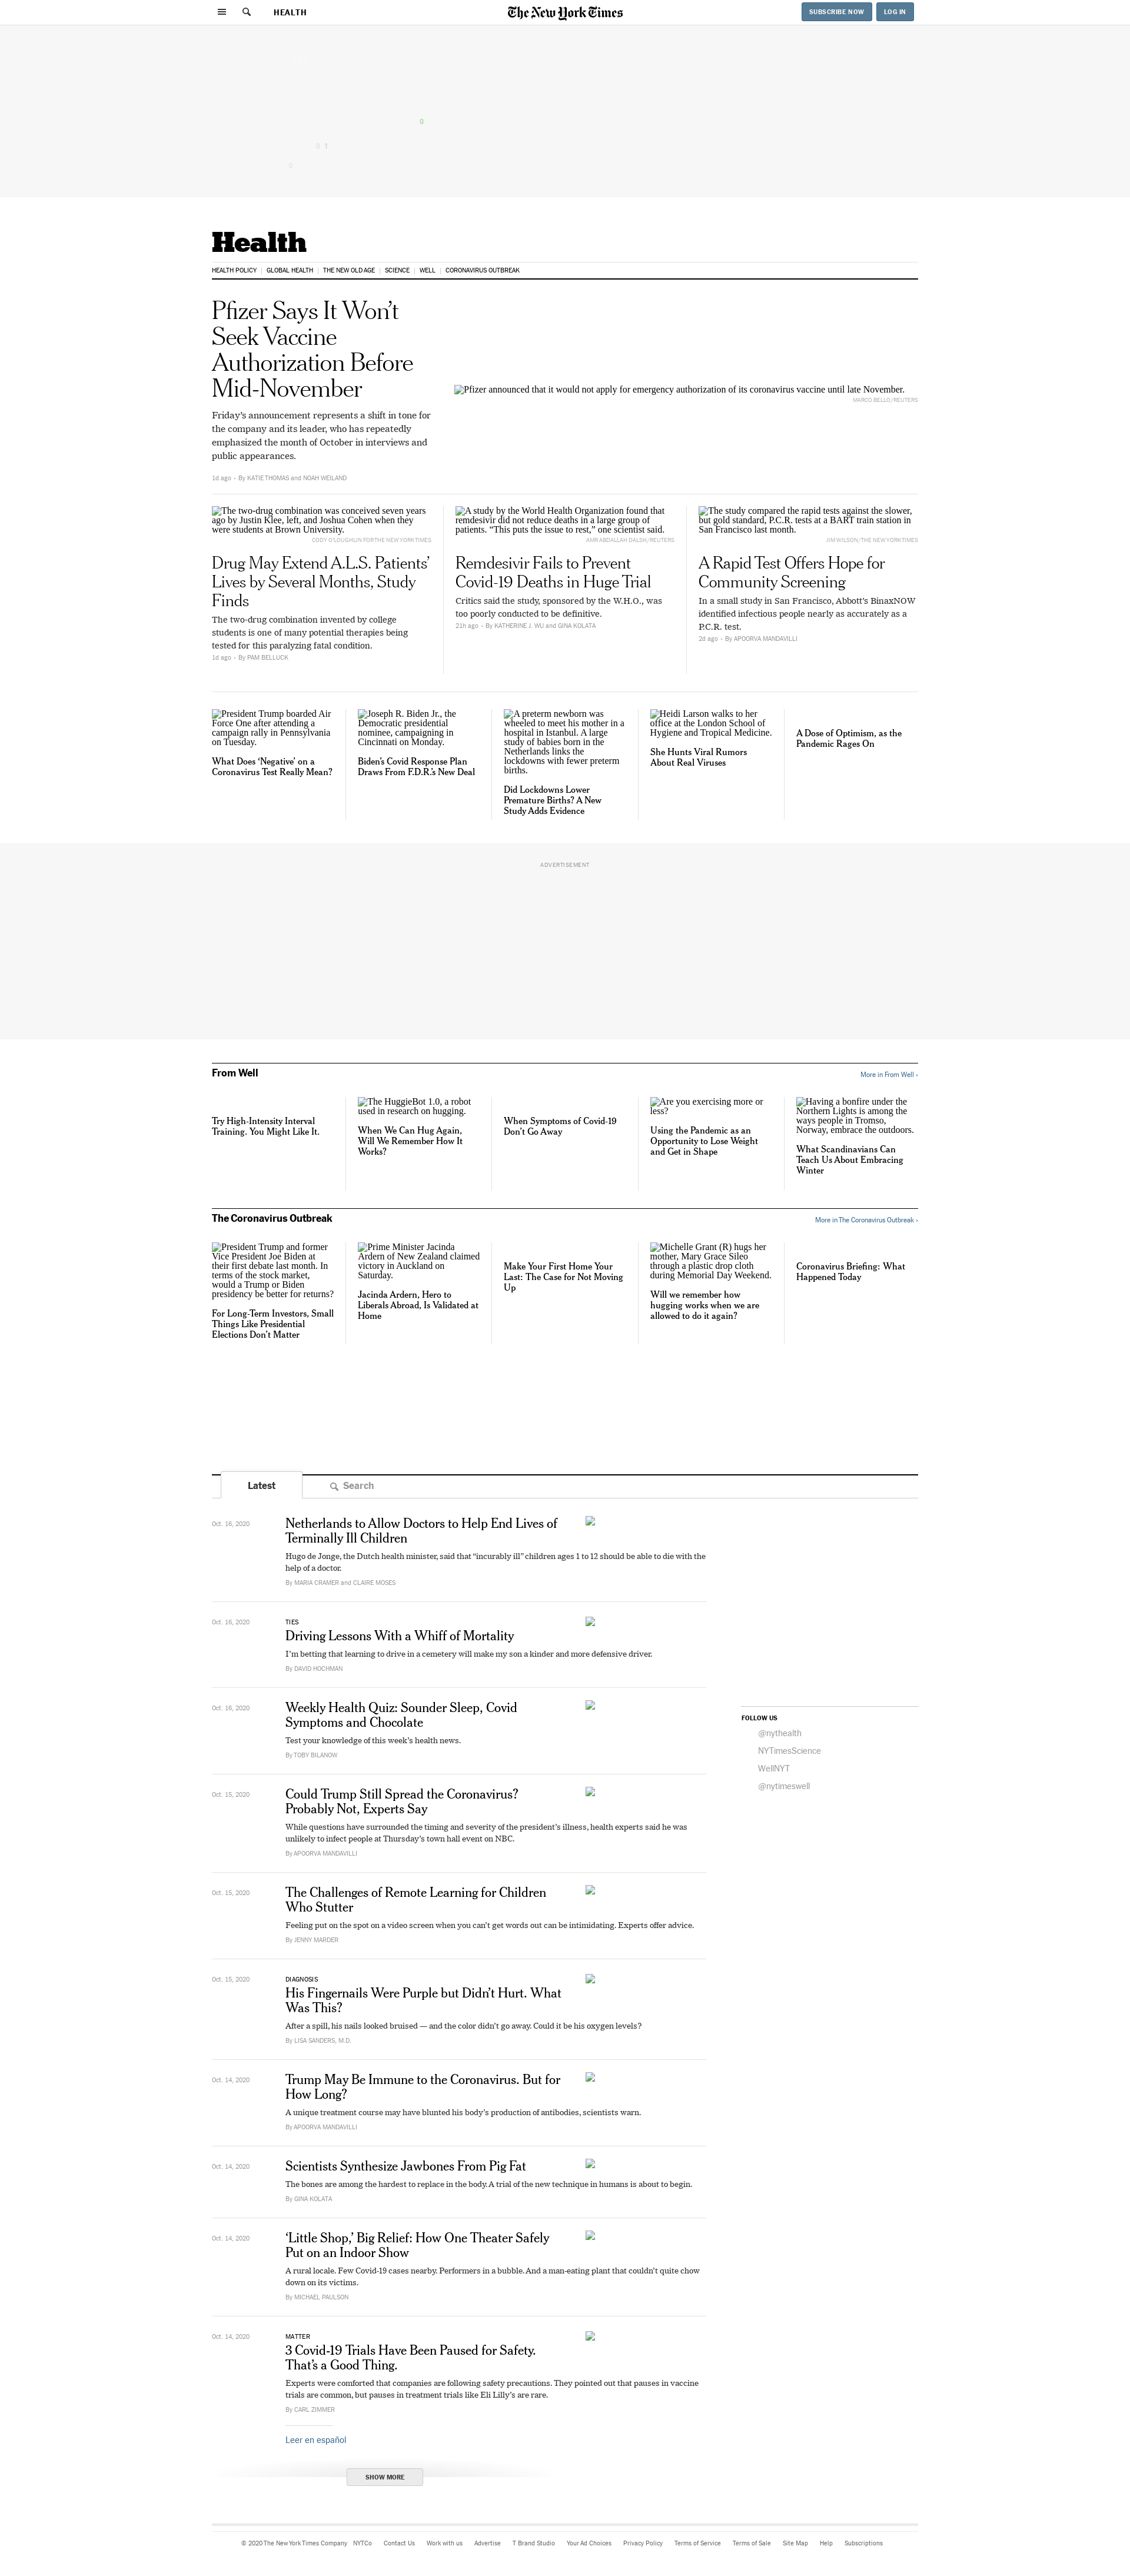 HEALTH
The New York Times
SUBSCRIBE NOW
LOG IN
Health
HEALTH POLICY
GLOBAL HEALTH
THE NEW OLD AGE
SCIENCE
WELL
CORONAVIRUS OUTBREAK
Pfizer Says It Won’t
Seek Vaccine
Authorization Before
Mid-November
Friday’s announcement represents a shift in tone for
the company and its leader, who has repeatedly
emphasized the month of October in interviews and
public appearances.
1d ago • By KATIE THOMAS and NOAH WEILAND
Pfizer announced that it would not apply for emergency authorization of its coronavirus vaccine until late November.
MARCO BELLO/REUTERS
The two-drug combination was conceived seven years
ago by Justin Klee, left, and Joshua Cohen when they
were students at Brown University.
CODY O'LOUGHLIN FOR THE NEW YORK TIMES
Drug May Extend A.L.S. Patients’
Lives by Several Months, Study
Finds
The two-drug combination invented by college
students is one of many potential therapies being
tested for this paralyzing fatal condition.
1d ago • By PAM BELLUCK
A study by the World Health Organization found that
remdesivir did not reduce deaths in a large group of
patients. “This puts the issue to rest,” one scientist said.
AMR ABDALLAH DALSH/REUTERS
Remdesivir Fails to Prevent
Covid-19 Deaths in Huge Trial
Critics said the study, sponsored by the W.H.O., was
too poorly conducted to be definitive.
21h ago • By KATHERINE J. WU and GINA KOLATA
The study compared the rapid tests against the slower,
but gold standard, P.C.R. tests at a BART train station in
San Francisco last month.
JIM WILSON/THE NEW YORK TIMES
A Rapid Test Offers Hope for
Community Screening
In a small study in San Francisco, Abbott’s BinaxNOW
identified infectious people nearly as accurately as a
P.C.R. test.
2d ago • By APOORVA MANDAVILLI
President Trump boarded Air
Force One after attending a
campaign rally in Pennsylvania
on Tuesday.
What Does ‘Negative’ on a
Coronavirus Test Really Mean?
Joseph R. Biden Jr., the
Democratic presidential
nominee, campaigning in
Cincinnati on Monday.
Biden’s Covid Response Plan
Draws From F.D.R.’s New Deal
A preterm newborn was
wheeled to meet his mother in a
hospital in Istanbul. A large
study of babies born in the
Netherlands links the
lockdowns with fewer preterm
births.
Did Lockdowns Lower
Premature Births? A New
Study Adds Evidence
Heidi Larson walks to her
office at the London School of
Hygiene and Tropical Medicine.
She Hunts Viral Rumors
About Real Viruses
A Dose of Optimism, as the
Pandemic Rages On
ADVERTISEMENT
From Well
More in From Well ›
Try High-Intensity Interval
Training. You Might Like It.
The HuggieBot 1.0, a robot
used in research on hugging.
When We Can Hug Again,
Will We Remember How It
Works?
When Symptoms of Covid-19
Don’t Go Away
Are you exercising more or
less?
Using the Pandemic as an
Opportunity to Lose Weight
and Get in Shape
Having a bonfire under the
Northern Lights is among the
ways people in Tromso,
Norway, embrace the outdoors.
What Scandinavians Can
Teach Us About Embracing
Winter
The Coronavirus Outbreak
More in The Coronavirus Outbreak ›
President Trump and former
Vice President Joe Biden at
their first debate last month. In
terms of the stock market,
would a Trump or Biden
presidency be better for returns?
For Long-Term Investors, Small
Things Like Presidential
Elections Don’t Matter
Prime Minister Jacinda
Ardern of New Zealand claimed
victory in Auckland on
Saturday.
Jacinda Ardern, Hero to
Liberals Abroad, Is Validated at
Home
Make Your First Home Your
Last: The Case for Not Moving
Up
Michelle Grant (R) hugs her
mother, Mary Grace Sileo
through a plastic drop cloth
during Memorial Day Weekend.
Will we remember how
hugging works when we are
allowed to do it again?
Coronavirus Briefing: What
Happened Today
Latest
Search
Oct. 16, 2020
Netherlands to Allow Doctors to Help End Lives of
Terminally Ill Children
Hugo de Jonge, the Dutch health minister, said that “incurably ill” children ages 1 to 12 should be able to die with the
help of a doctor.
By MARIA CRAMER and CLAIRE MOSES
Oct. 16, 2020
TIES
Driving Lessons With a Whiff of Mortality
I’m betting that learning to drive in a cemetery will make my son a kinder and more defensive driver.
By DAVID HOCHMAN
Oct. 16, 2020
Weekly Health Quiz: Sounder Sleep, Covid
Symptoms and Chocolate
Test your knowledge of this week’s health news.
By TOBY BILANOW
Oct. 15, 2020
Could Trump Still Spread the Coronavirus?
Probably Not, Experts Say
While questions have surrounded the timing and severity of the president’s illness, health experts said he was
unlikely to infect people at Thursday’s town hall event on NBC.
By APOORVA MANDAVILLI
Oct. 15, 2020
The Challenges of Remote Learning for Children
Who Stutter
Feeling put on the spot on a video screen when you can’t get words out can be intimidating. Experts offer advice.
By JENNY MARDER
Oct. 15, 2020
DIAGNOSIS
His Fingernails Were Purple but Didn’t Hurt. What
Was This?
After a spill, his nails looked bruised — and the color didn’t go away. Could it be his oxygen levels?
By LISA SANDERS, M.D.
Oct. 14, 2020
Trump May Be Immune to the Coronavirus. But for
How Long?
A unique treatment course may have blunted his body’s production of antibodies, scientists warn.
By APOORVA MANDAVILLI
Oct. 14, 2020
Scientists Synthesize Jawbones From Pig Fat
The bones are among the hardest to replace in the body. A trial of the new technique in humans is about to begin.
By GINA KOLATA
Oct. 14, 2020
‘Little Shop,’ Big Relief: How One Theater Safely
Put on an Indoor Show
A rural locale. Few Covid-19 cases nearby. Performers in a bubble. And a man-eating plant that couldn’t quite chow
down on its victims.
By MICHAEL PAULSON
Oct. 14, 2020
MATTER
3 Covid-19 Trials Have Been Paused for Safety.
That’s a Good Thing.
Experts were comforted that companies are following safety precautions. They pointed out that pauses in vaccine
trials are common, but pauses in treatment trials like Eli Lilly’s are rare.
By CARL ZIMMER
Leer en español
SHOW MORE
FOLLOW US
@nythealth
NYTimesScience
WellNYT
@nytimeswell
© 2020 The New York Times Company
NYTCo
Contact Us
Work with us
Advertise
T Brand Studio
Your Ad Choices
Privacy Policy
Terms of Service
Terms of Sale
Site Map
Help
Subscriptions